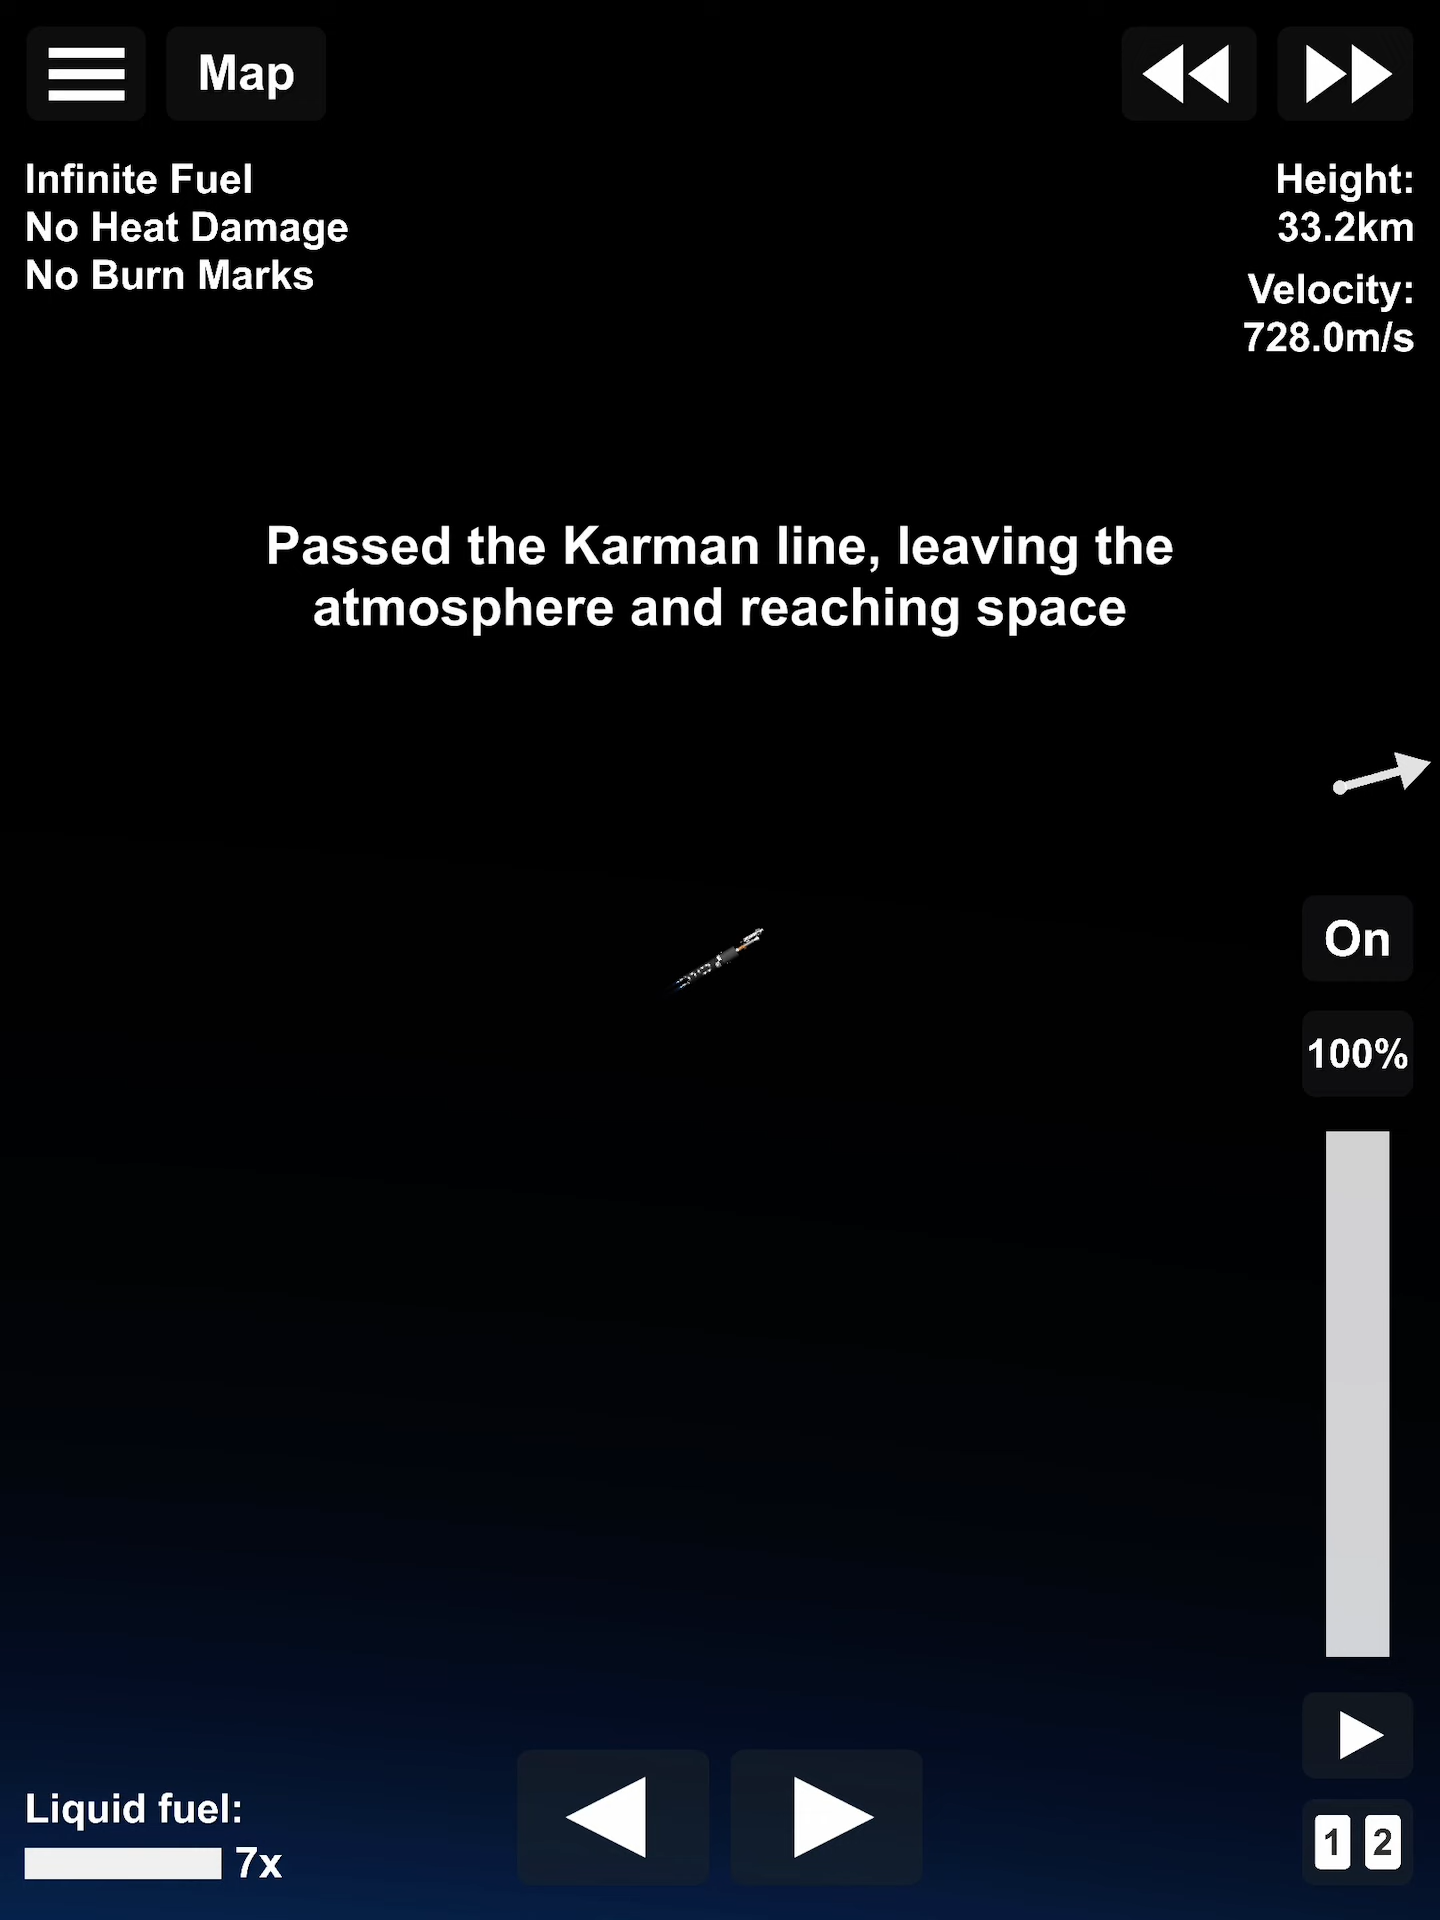 Map
Infinite Fuel
No Heat Damage
No Burn Marks
Height:
33.2km
Velocity:
728.0m/s
Passed the Karman line, leaving the
atmosphere and reaching space
On
100%
Liquid fuel:
7x
1 2